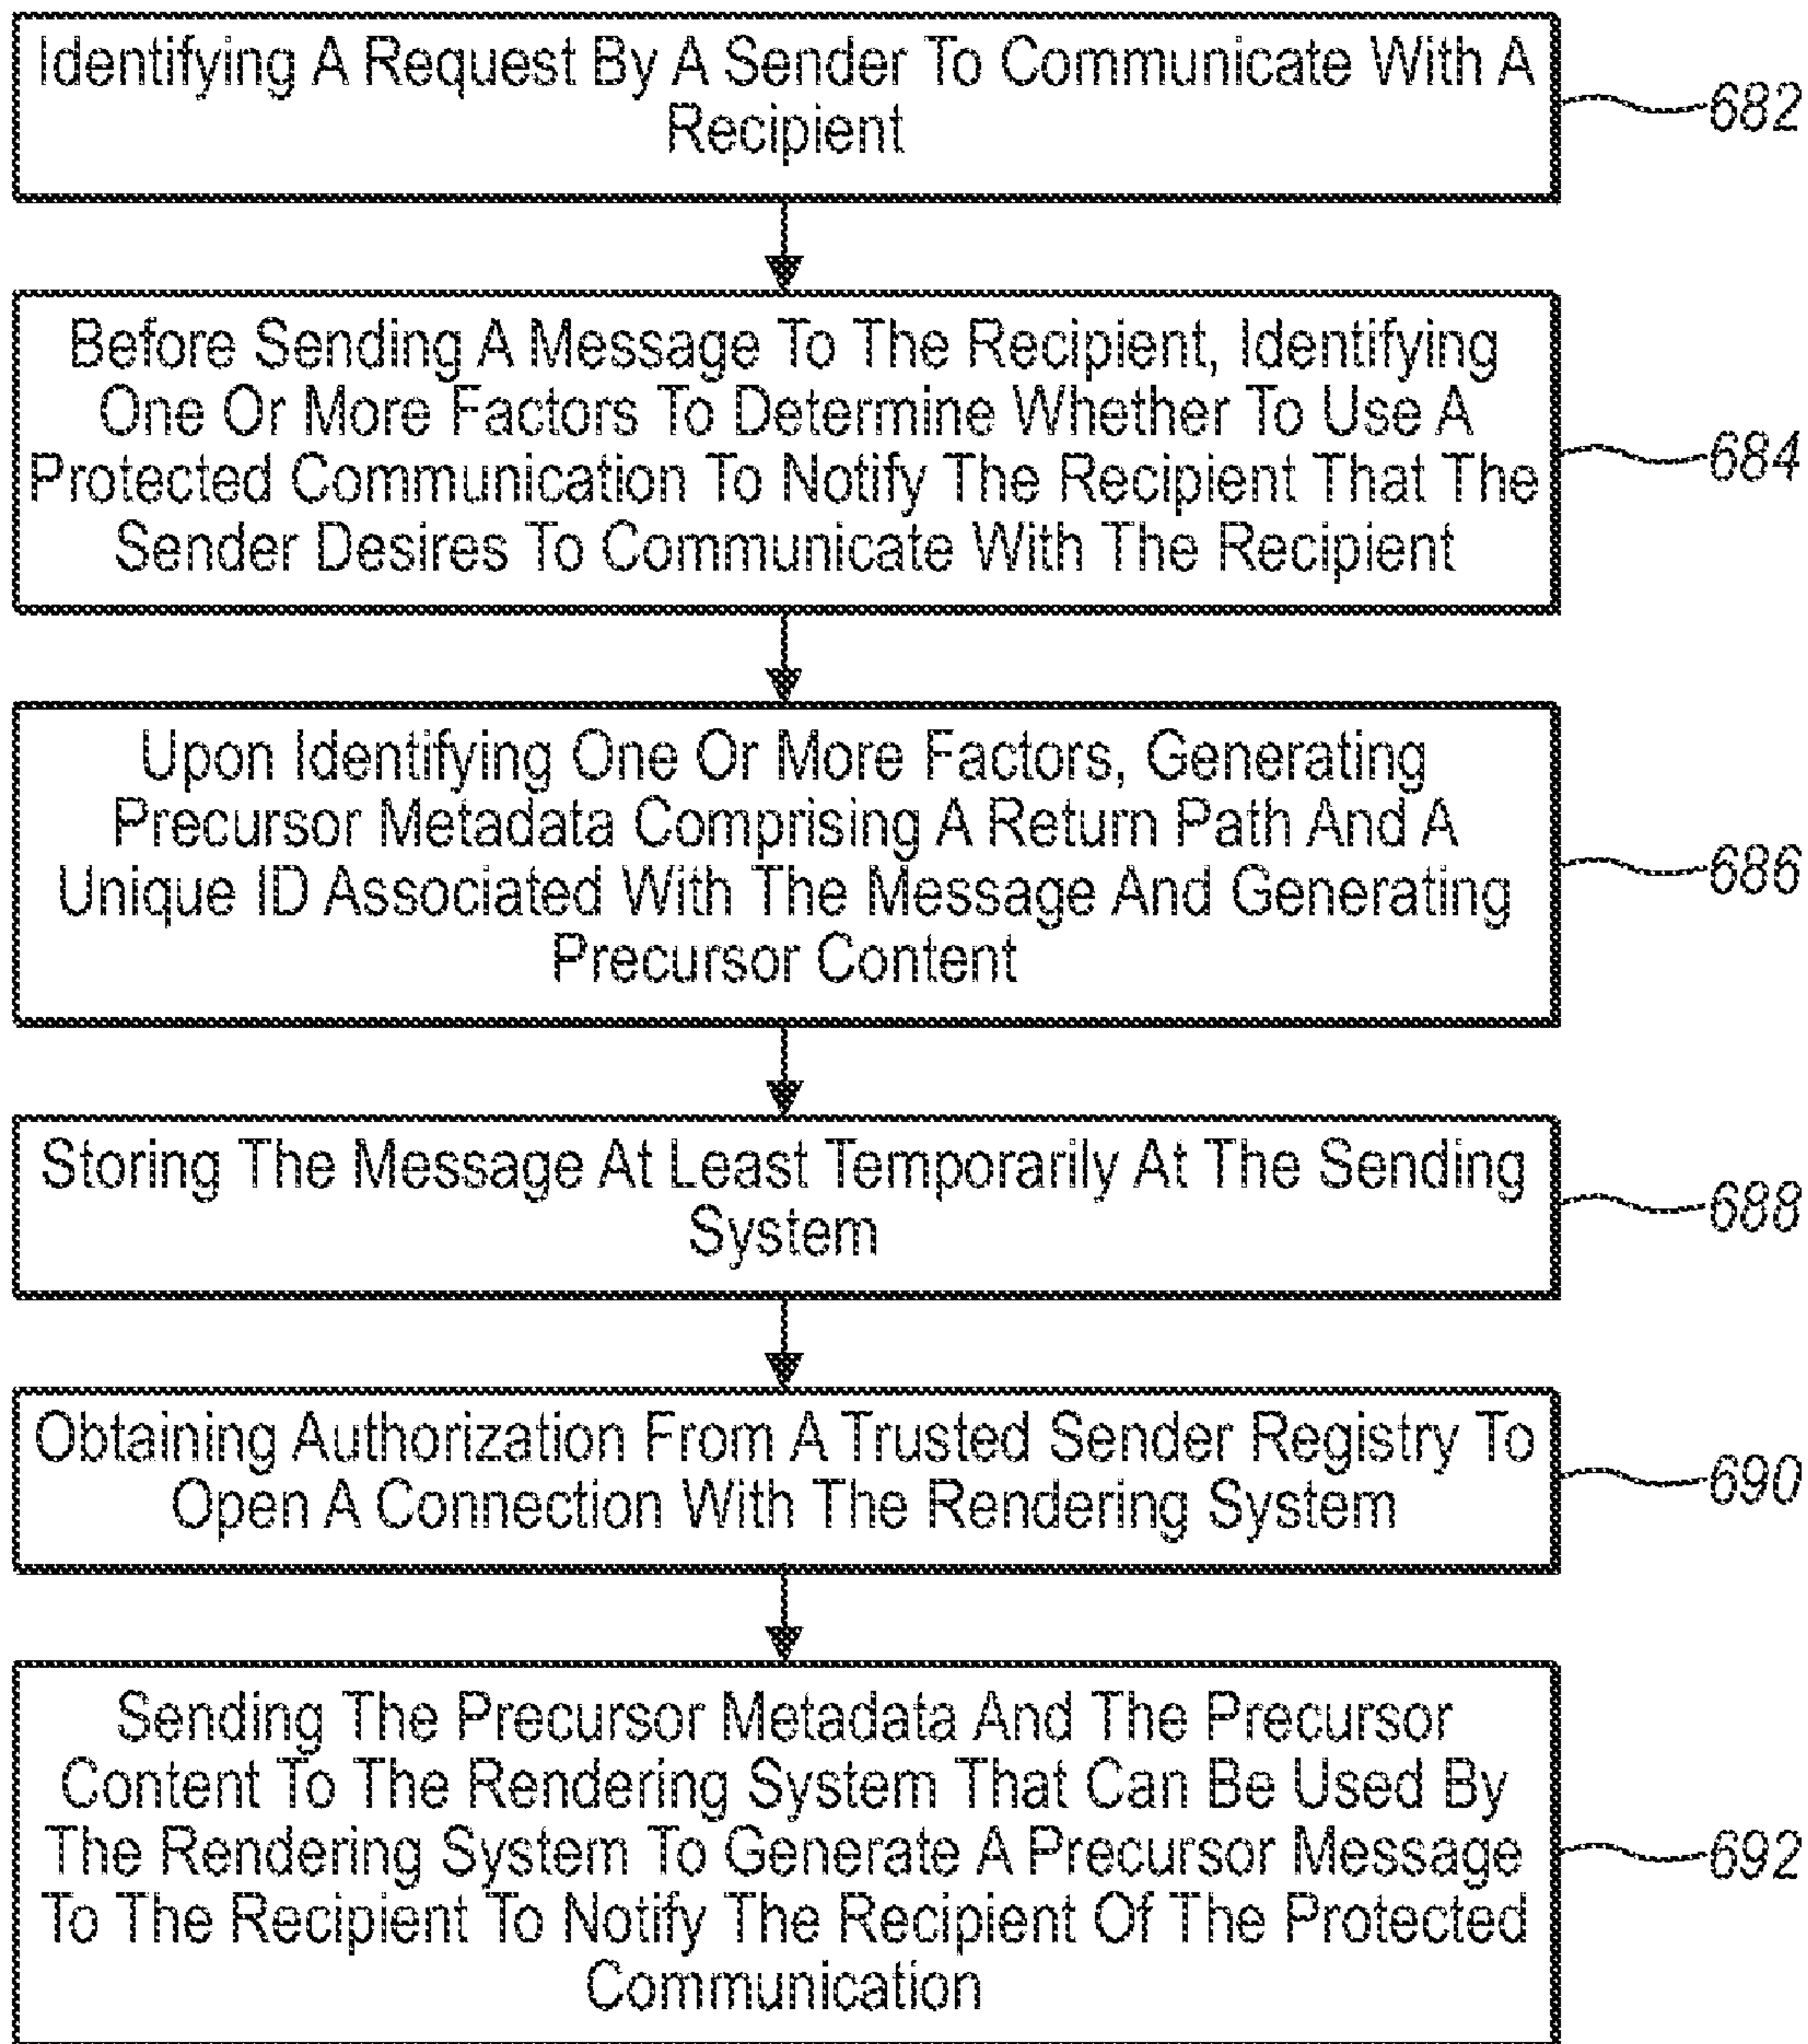 Identifying A Request By A Sender To Communicate With A
Recipient
682
Before Sending A Message To The Recipient, Identifying
One Or More Factors To Determine Whether To Use A
Protected Communication To Notify The Recipient That The
Sender Desires To Communicate With The Recipient
684
Upon Identifying One Or More Factors, Generating
Precursor Metadata Comprising A Return Path And A
Unique ID Associated With The Message And Generating
Precursor Content
686
Storing The Message At Least Temporarily At The Sending
System
688
Obtaining Authorization From A Trusted Sender Registry To
Open A Connection With The Rendering System
690
Sending The Precursor Metadata And The Precursor
Content To The Rendering System That Can Be Used By
The Rendering System To Generate A Precursor Message
To The Recipient To Notify The Recipient Of The Protected
Communication
692